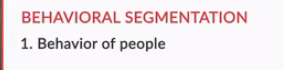 BEHAVIORAL SEGMENTATION
1. Behavior of people